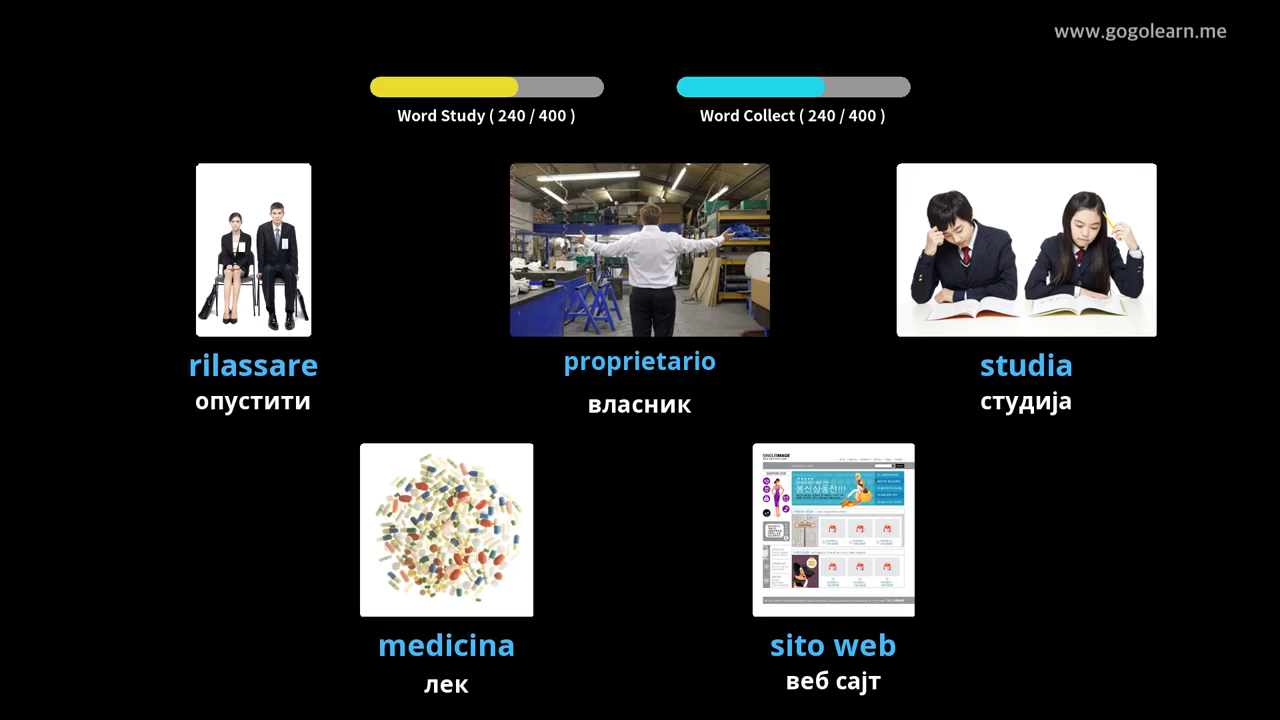 www.gogolearn.me
Word Study ( 240 / 400 )
Word Collect ( 240 / 400 )
rilassare
proprietario
studia
опустити
власник
студија
SINGLEIMAGE
medicina
sito web
лек
веб сајт